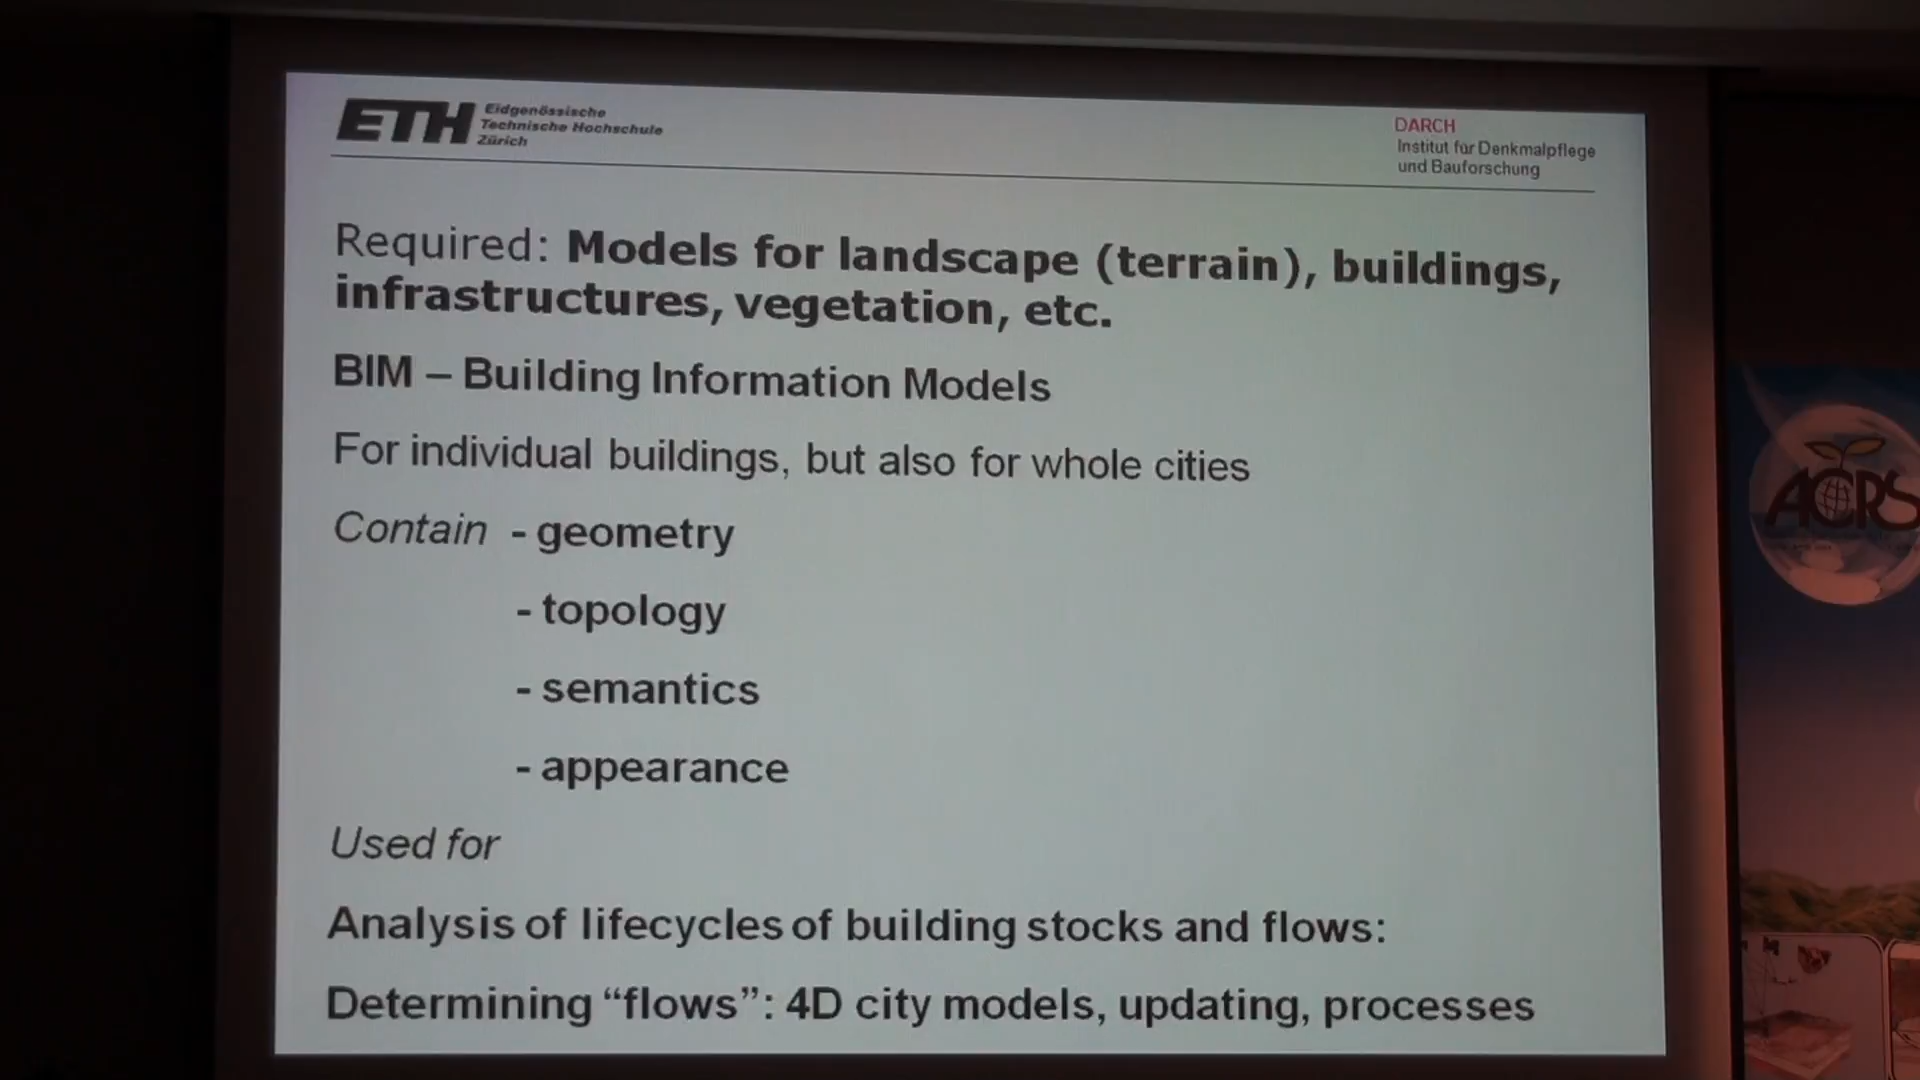 ETH Eidgenössische
Technische Hochschule
Zürich
DARCH
Institut für Denkmalpflege
und Bauforschung
Required: Models for landscape (terrain), buildings,
infrastructures, vegetation, etc.
BIM – Building Information Models
For individual buildings, but also for whole cities
Contain - geometry
- topology
- semantics
- appearance
Used for
Analysis of lifecycles of building stocks and flows:
Determining “flows”: 4D city models, updating, processes
ACRS